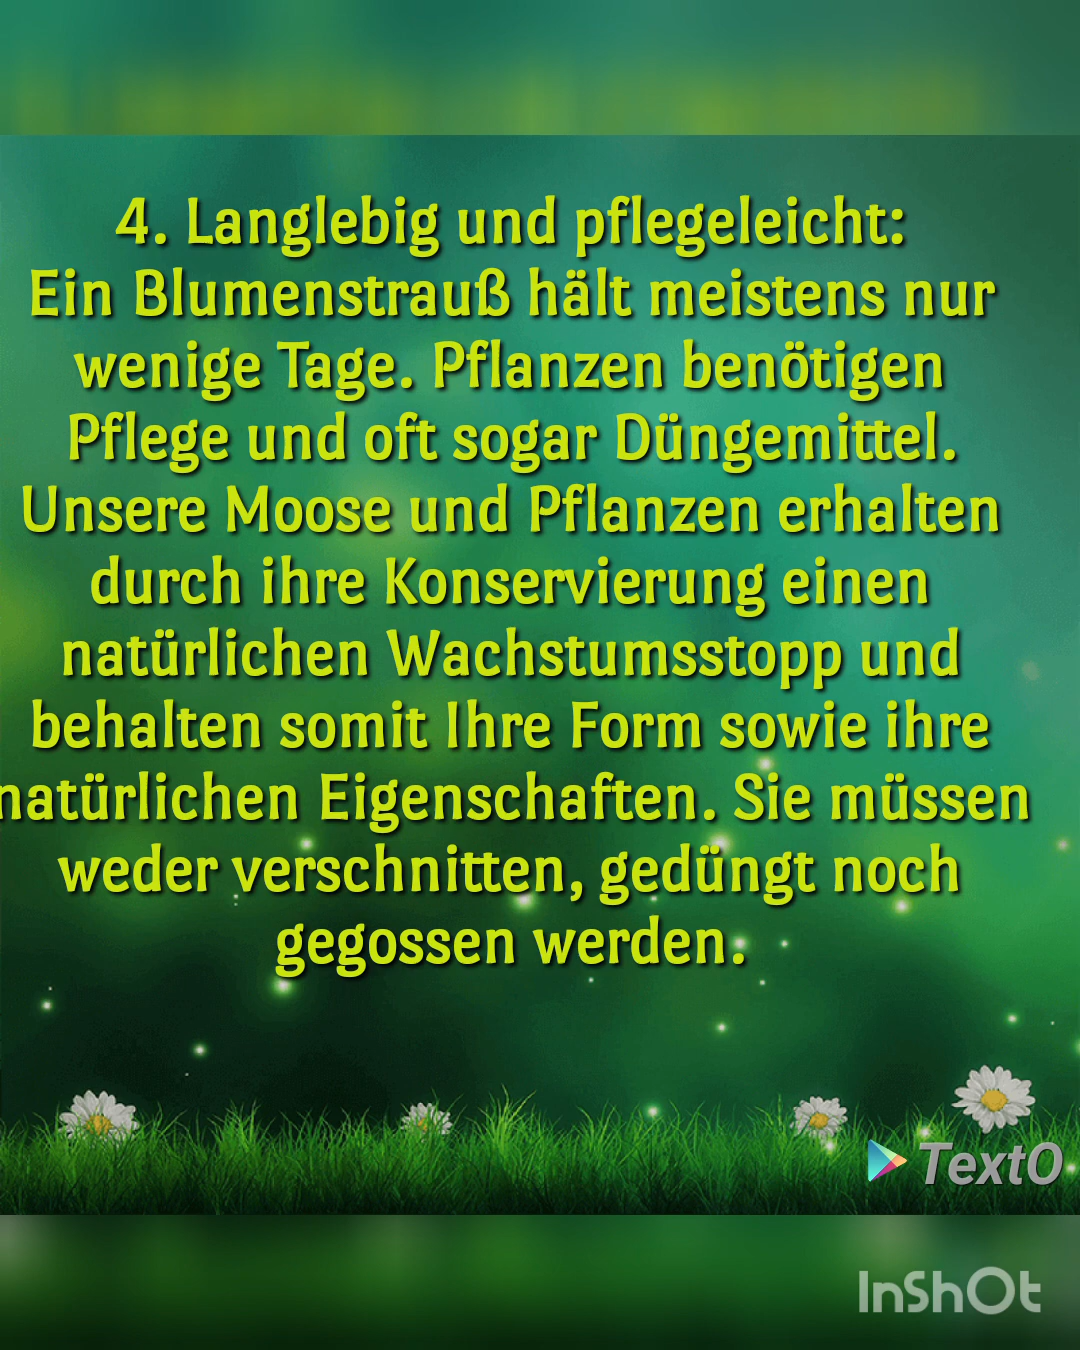 4. Langlebig und pflegeleicht:
Ein Blumenstrauß hält meistens nur
wenige Tage. Pflanzen benötigen
Pflege und oft sogar Düngemittel.
Unsere Moose und Pflanzen erhalten
durch ihre Konservierung einen
natürlichen Wachstumsstopp und
behalten somit Ihre Form sowie ihre
natürlichen Eigenschaften. Sie müssen
weder verschnitten, gedüngt noch
gegossen werden.
TextO
InShOt